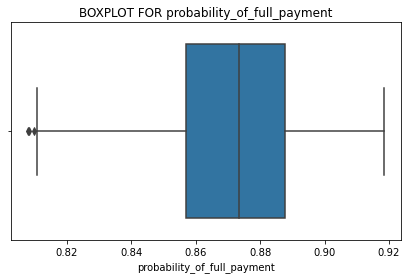 BOXPLOT FOR probability_of_full_payment
0.82 0.84 0.86 0.88 0.90 0.92
probability_of_full_payment